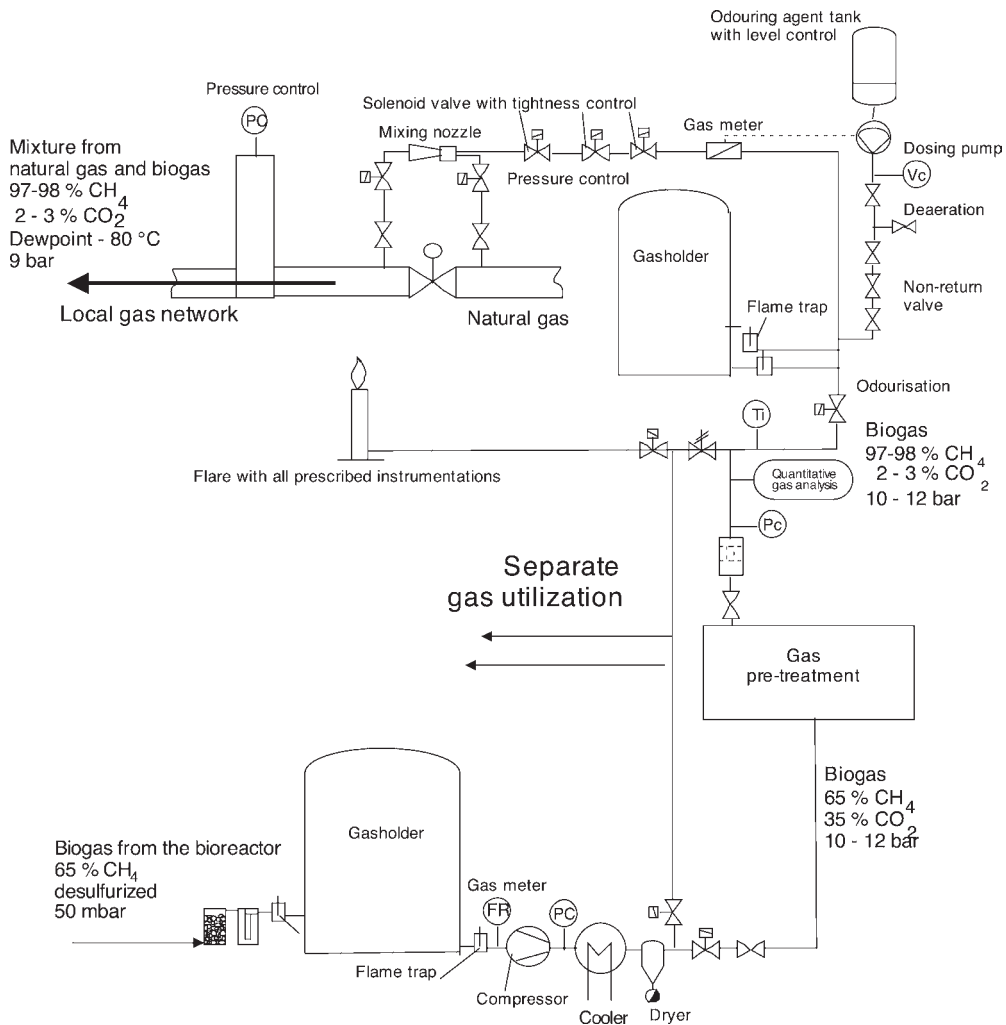 Odouring agent tank
with level control
Pressure control
PC
Solenoid valve with tightness control
Mixing nozzle
Gas meter
Dosing pump
Vc
Pressure control
Deaeration
Mixture from
natural gas and biogas
97-98 % CH4
2 - 3 % CO2
Dewpoint - 80 °C
9 bar
Gasholder
Non-return
valve
Flame trap
Local gas network
Natural gas
Odourisation
Ti
Biogas
97-98 % CH4
2 - 3 % CO2
10 - 12 bar
Flare with all prescribed instrumentations
Quantitative
gas analysis
Pc
Separate
gas utilization
Gas
pre-treatment
Biogas
65 % CH4
35 % CO2
10 - 12 bar
Gasholder
Biogas from the bioreactor
65 % CH4
desulfurized
50 mbar
Gas meter
FR
PC
Flame trap
Compressor
Cooler
Dryer